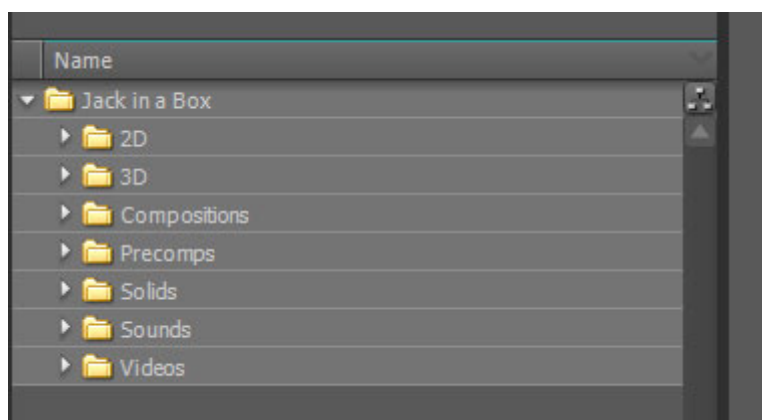 Name
Jack in a Box
2D
3D
Compositions
Precomps
Solids
Sounds
Videos